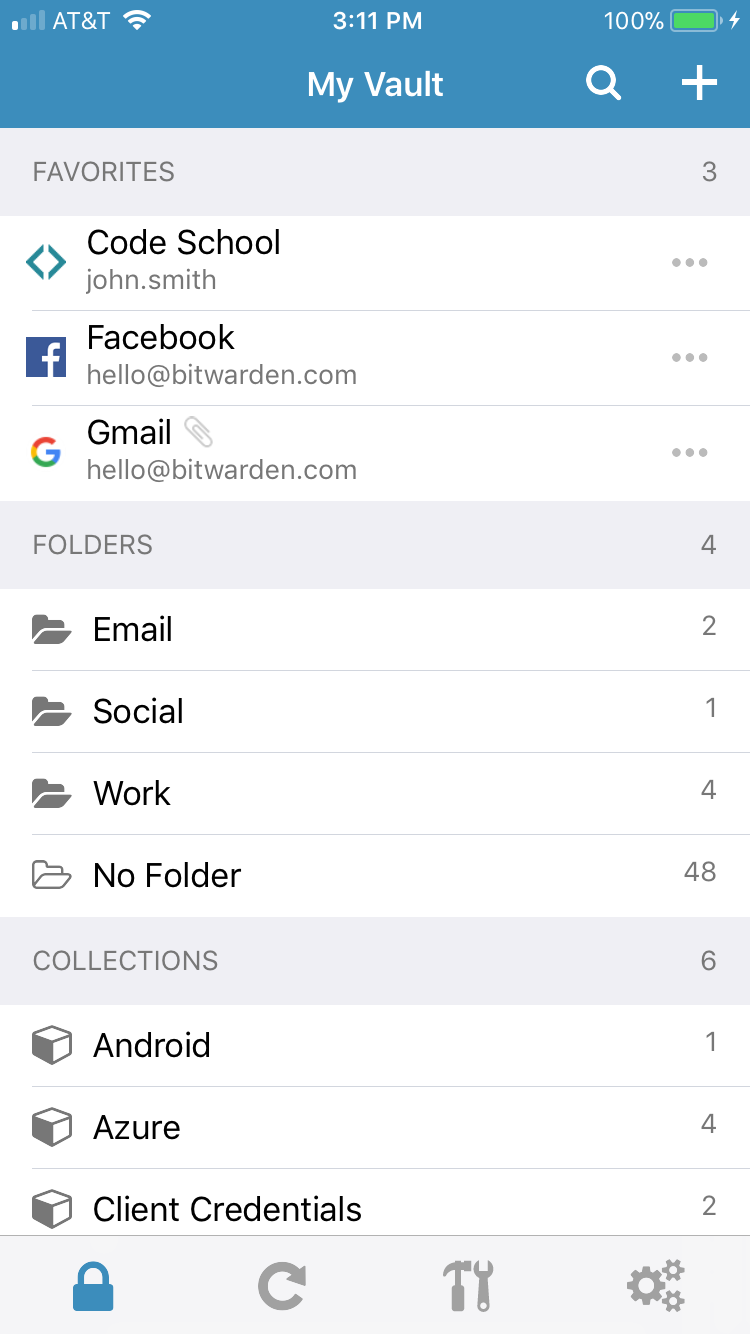 AT&T 3:11 PM 100%
My Vault
FAVORITES 3
Code School
john.smith
Facebook
hello@bitwarden.com
Gmail
hello@bitwarden.com
FOLDERS 4
Email 2
Social 1
Work 4
No Folder 48
COLLECTIONS 6
Android 1
Azure 4
Client Credentials 2